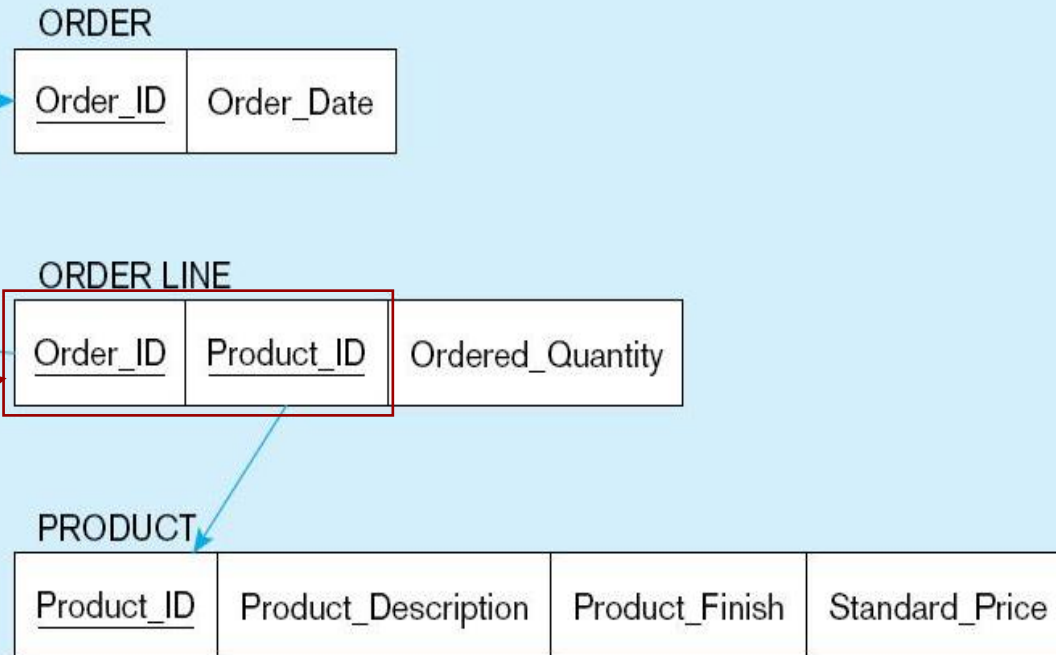 ORDER
Order_ID Order_Date
ORDER LINE
Order_ID Product_ID Ordered_Quantity
PRODUCT
Product_ID Product_Description Product_Finish Standard_Price